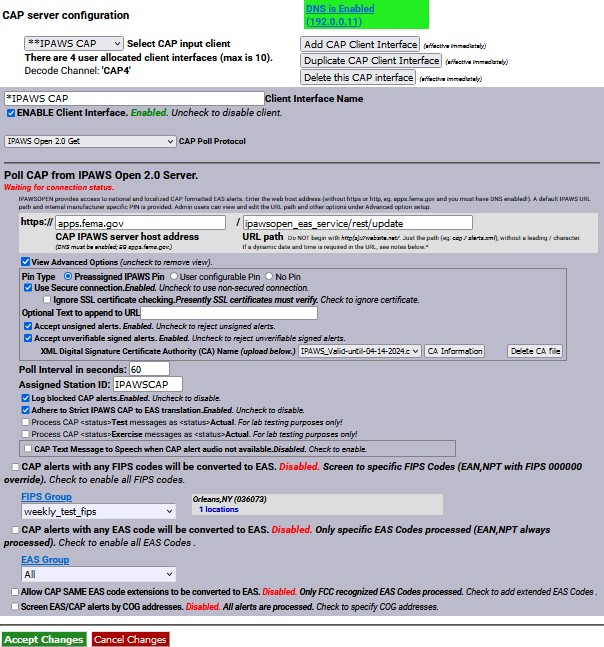 CAP server configuration
DNS is Enabled
(192.0.0.11)
**IPAWS CAP
Select CAP input client
There are 4 user allocated client interfaces (max is 10).
Decode Channel: 'CAP4'
Add CAP Client Interface (effective immediately)
Duplicate CAP Client Interface (effective immediately)
Delete this CAP interface (effective immediately)
*IPAWS CAP Client Interface Name
ENABLE Client Interface. Enabled. Uncheck to disable client.
IPAWS Open 2.0 Get CAP Poll Protocol
Poll CAP from IPAWS Open 2.0 Server.
Waiting for connection status.
IPAWSOPEN provides access to national and localized CAP formatted EAS alerts. Enter the web host address (without https or http, eg. apps.fema.gov and you must have DNS enabled!). A default IPAWS URL
path and internal manufacturer specific PIN is provided. Admin users can view and edit the URL path and other options under Advanced option setup.
https:// apps.fema.gov / ipawsopen_eas_service/rest/update
CAP IPAWS server host address
(DNS must be enabled; EG apps.fema.gov.)
URL path Do NOT begin with http(s)://website.net/. Just the path (eg: cap / alerts.xml), without a leading / character.
If a dynamic date and time is required in the URL, see notes below.*
View Advanced Options (uncheck to remove view).
Pin Type Preassigned IPAWS Pin User configurable Pin No Pin
Use Secure connection.Enabled. Uncheck to use non-secured connection.
Ignore SSL certificate checking.Presently SSL certificates must verify. Check to ignore certificate.
Optional Text to append to URL
Accept unsigned alerts. Enabled. Uncheck to reject unsigned alerts.
Accept unverifiable signed alerts. Enabled. Uncheck to reject unverifiable signed alerts.
XML Digital Signature Certificate Authority (CA) Name (upload below.) IPAWS_Valid-until-04-14-2024.c CA Information Delete CA file
Poll Interval in seconds: 60
Assigned Station ID: IPAWSCAP
Log blocked CAP alerts.Enabled. Uncheck to disable.
Adhere to Strict IPAWS CAP to EAS translation.Enabled. Uncheck to disable.
Process CAP <status>Test messages as <status>Actual. For lab testing purposes only!
Process CAP <status>Exercise messages as <status>Actual. For lab testing purposes only!
CAP Text Message to Speech when CAP alert audio not available.Disabled. Check to enable.
CAP alerts with any FIPS codes will be converted to EAS. Disabled. Screen to specific FIPS Codes (EAN,NPT with FIPS 000000
override). Check to enable all FIPS codes.
FIPS Group
weekly_test_fips
Orleans,NY (036073)
1 locations
CAP alerts with any EAS code will be converted to EAS. Disabled. Only specific EAS Codes processed (EAN,NPT always
processed). Check to enable all EAS Codes .
EAS Group
All
Allow CAP SAME EAS code extensions to be converted to EAS. Disabled. Only FCC recognized EAS Codes processed. Check to add extended EAS Codes .
Screen EAS/CAP alerts by COG addresses. Disabled. All alerts are processed. Check to specify COG addresses.
Accept Changes Cancel Changes